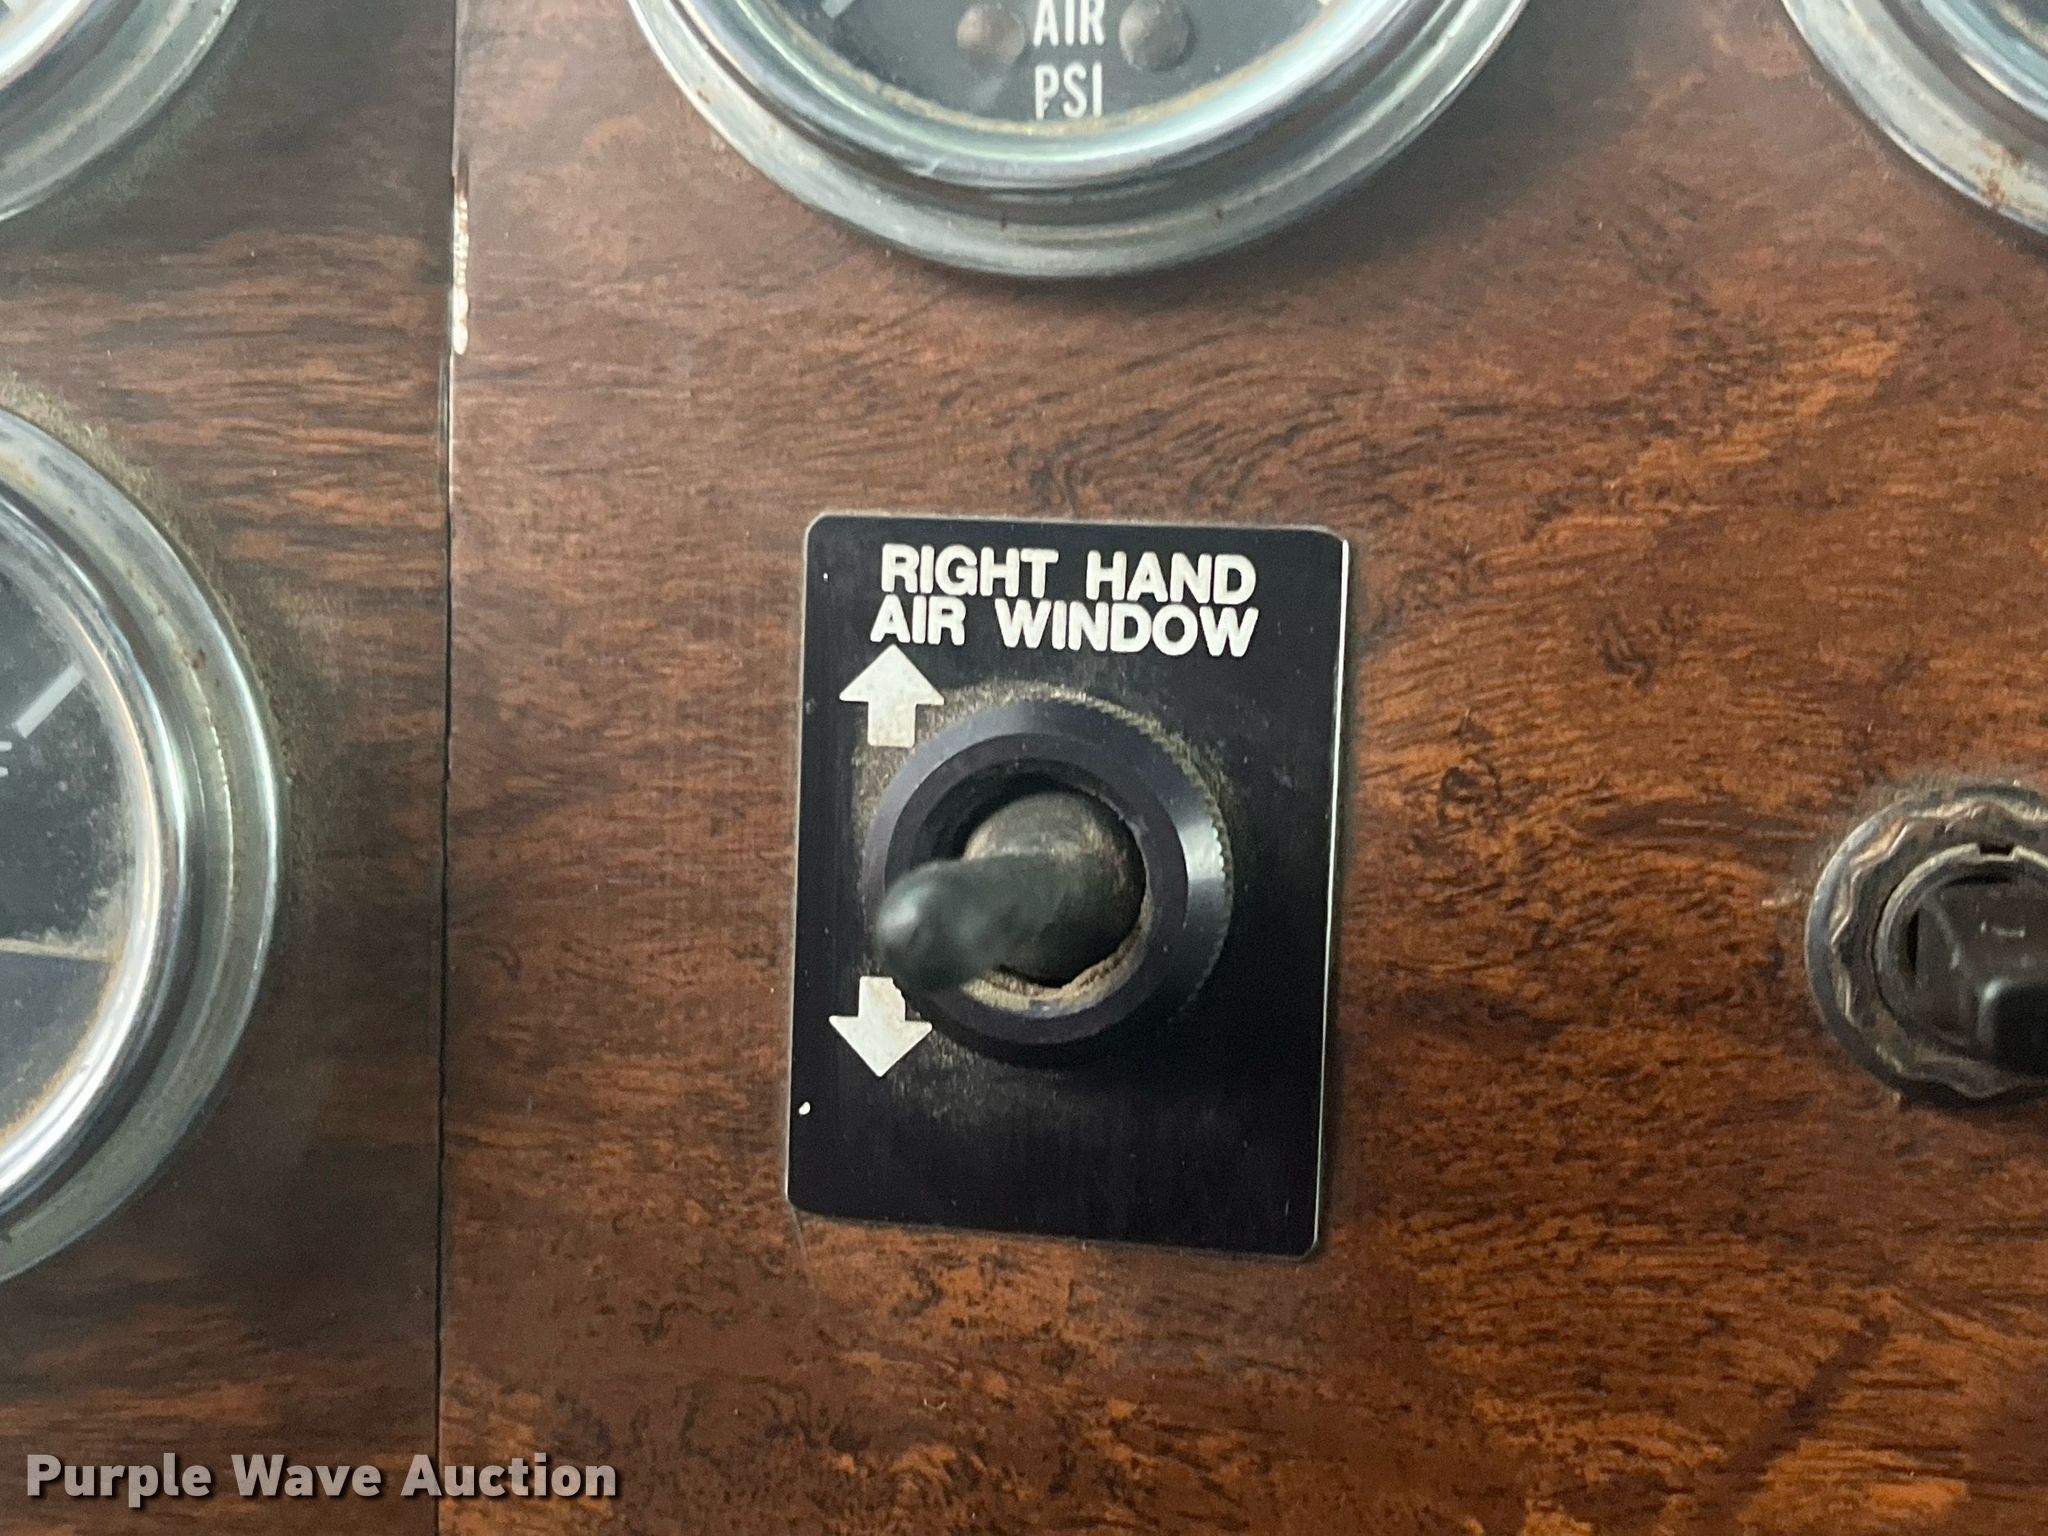 AIR
PSI
RIGHT HAND
AIR WINDOW
Purple Wave Auction